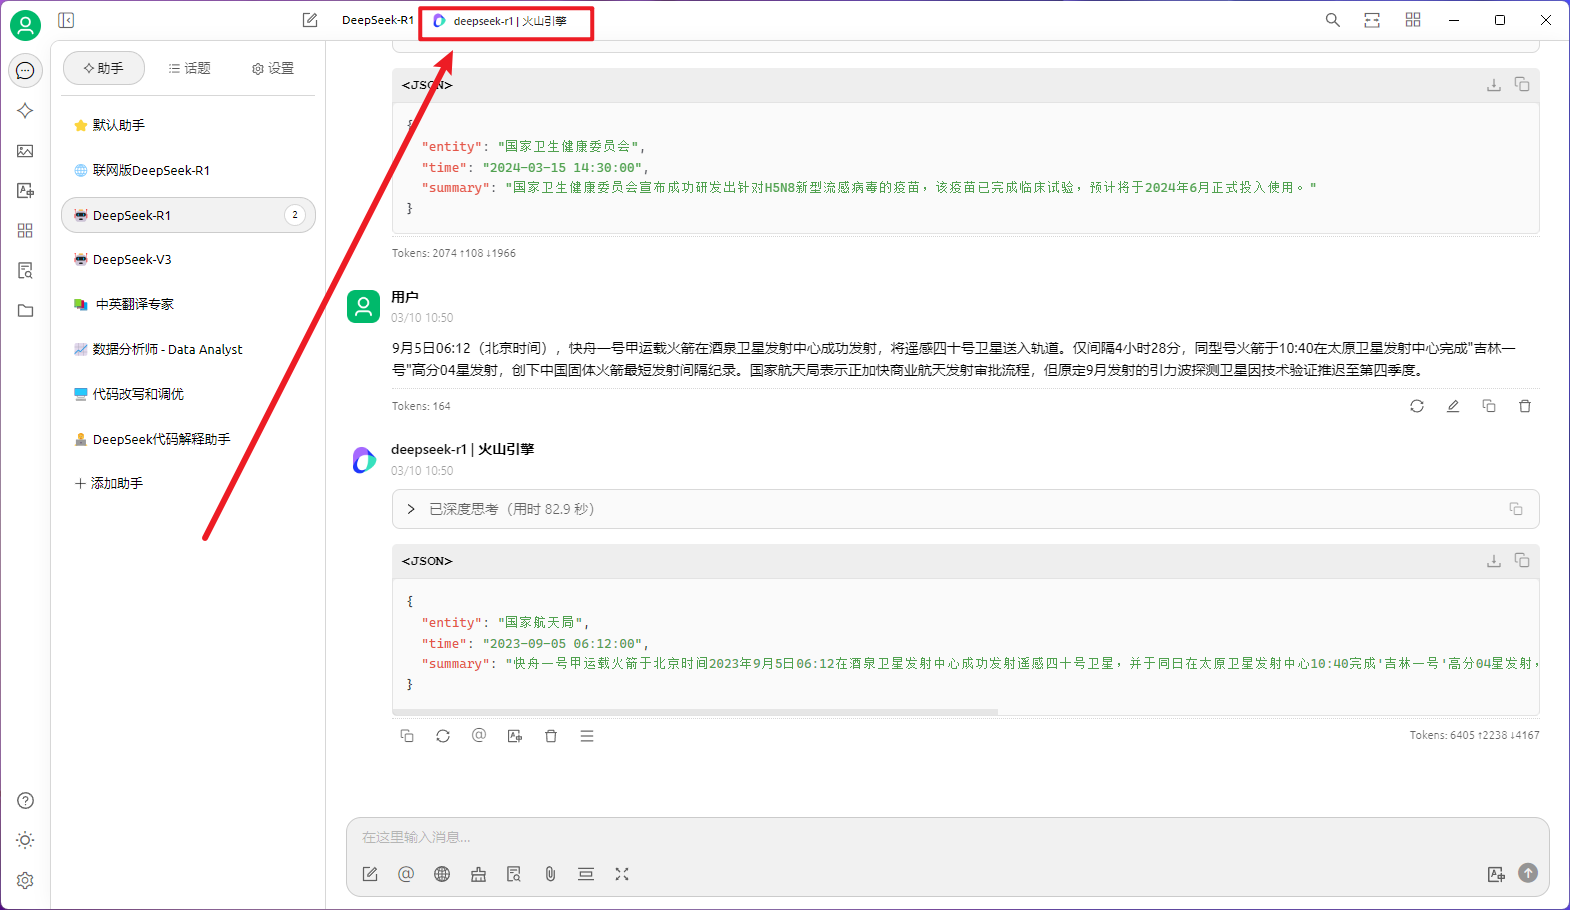 DeepSeek-R1
deepseek-r1 | 火山引擎
助手
话题
设置
默认助手
联网版DeepSeek-R1
DeepSeek-R1
2
DeepSeek-V3
中英翻译专家
数据分析师 - Data Analyst
代码改写和调优
DeepSeek代码解释助手
添加助手
<JSON>
{
"entity": "国家卫生健康委员会",
"time": "2024-03-15 14:30:00",
"summary": "国家卫生健康委员会宣布成功研发出针对H5N8新型流感病毒的疫苗，该疫苗已完成临床试验，预计将于2024年6月正式投入使用。"
}
Tokens: 2074 ↑108 ↓1966
用户
03/10 10:50
9月5日06:12（北京时间），快舟一号甲运载火箭在酒泉卫星发射中心成功发射，将遥感四十号卫星送入轨道。仅间隔4小时28分，同型号火箭于10:40在太原卫星发射中心完成"吉林一
号"高分04星发射，创下中国固体火箭最短发射间隔纪录。国家航天局表示正加快商业航天发射审批流程，但原定9月发射的引力波探测卫星因技术验证推迟至第四季度。
Tokens: 164
deepseek-r1 | 火山引擎
03/10 10:50
已深度思考（用时 82.9 秒）
<JSON>
{
"entity": "国家航天局",
"time": "2023-09-05 06:12:00",
"summary": "快舟一号甲运载火箭于北京时间2023年9月5日06:12在酒泉卫星发射中心成功发射遥感四十号卫星，并于同日在太原卫星发射中心10:40完成'吉林一号'高分04星发射，
}
Tokens: 6405 ↑2238 ↓4167
在这里输入消息...